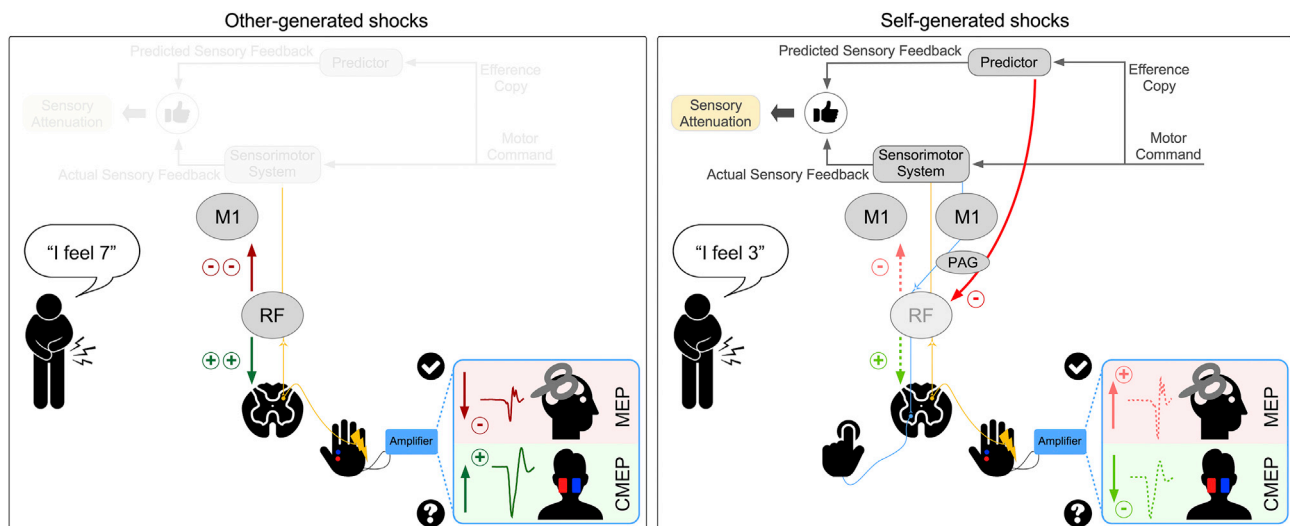 Other-generated shocks
Predicted Sensory Feedback
Predictor
Efference
Copy
Sensory
Attenuation
Motor
Command
Sensorimotor
System
Actual Sensory Feedback
M1
“I feel 7”
- -
RF
+ +
Amplifier
-
MEP
+
CMEP
?
Self-generated shocks
Predicted Sensory Feedback
Predictor
Efference
Copy
Sensory
Attenuation
Motor
Command
Sensorimotor
System
Actual Sensory Feedback
M1
M1
“I feel 3”
-
PAG
-
RF
+
Amplifier
+
MEP
-
CMEP
?